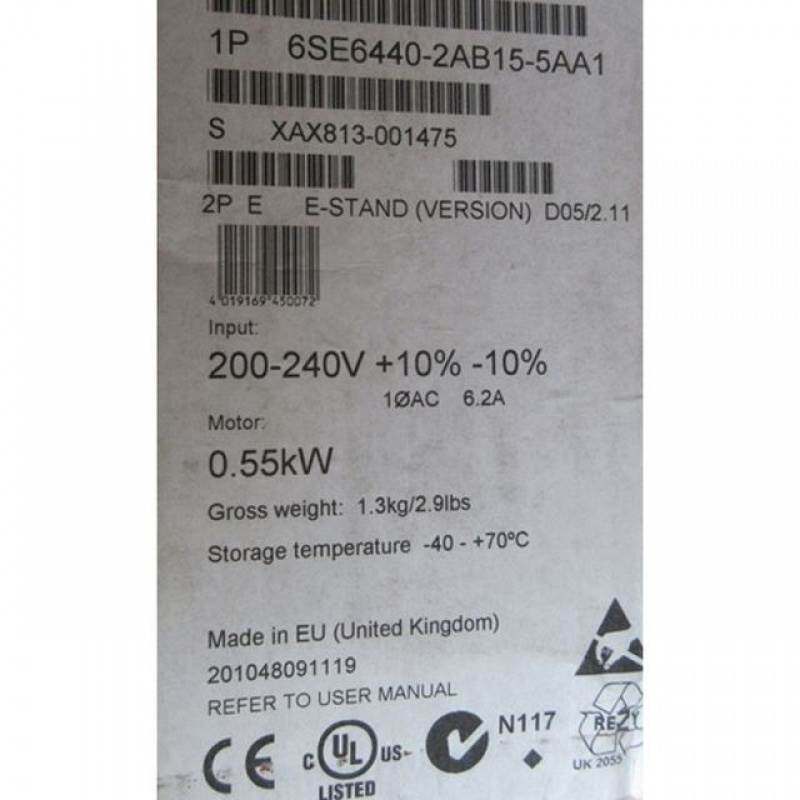 1P 6SE6440-2AB15-5AA1
S XAX813-001475
2P E E-STAND (VERSION) D05/2.11
4 019169 450072
Input:
200-240V +10% -10%
1ØAC 6.2A
Motor:
0.55kW
Gross weight: 1.3kg/2.9lbs
Storage temperature -40 - +70ºC
Made in EU (United Kingdom)
201048091119
REFER TO USER MANUAL
CE
C UL US
LISTED
N117
REZY
UK 2055